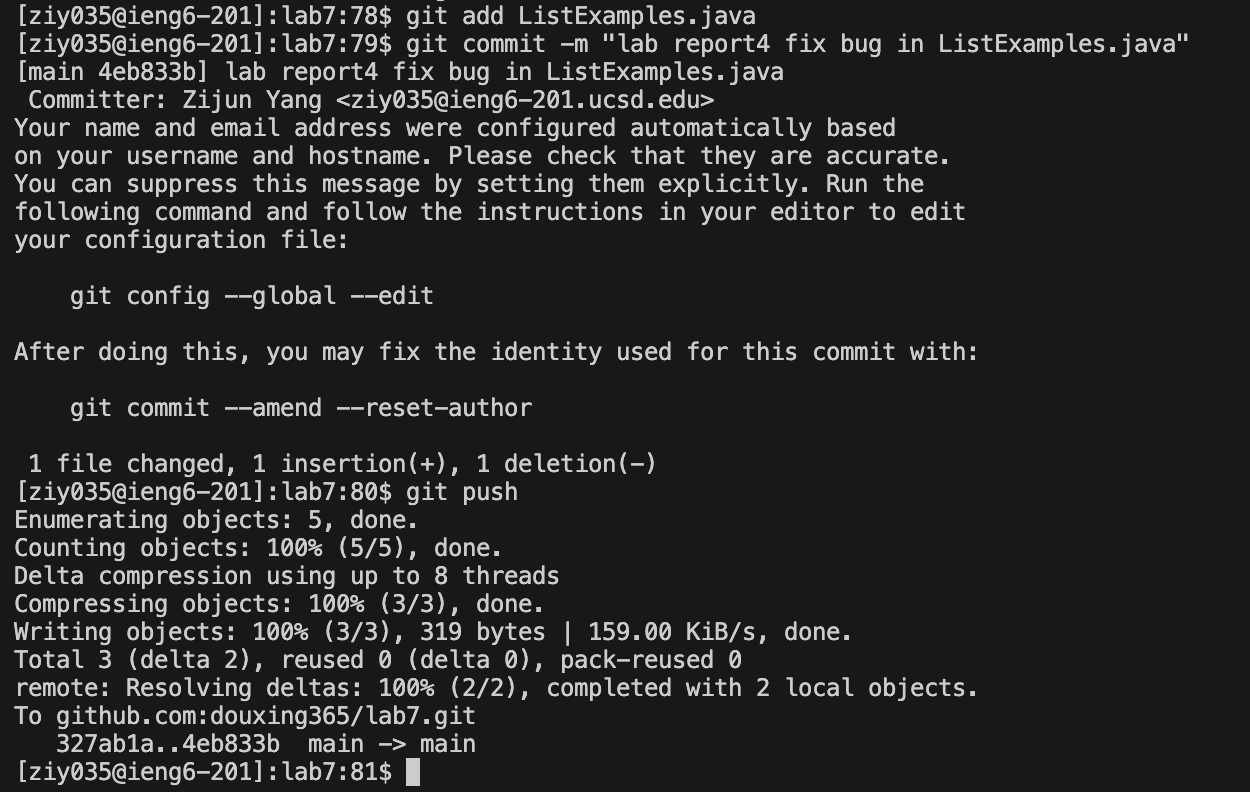 [ziy035@ieng6-201]:lab7:78$ git add ListExamples.java
[ziy035@ieng6-201]:lab7:79$ git commit -m "lab report4 fix bug in ListExamples.java"
[main 4eb833b] lab report4 fix bug in ListExamples.java
 Committer: Zijun Yang <ziy035@ieng6-201.ucsd.edu>
Your name and email address were configured automatically based
on your username and hostname. Please check that they are accurate.
You can suppress this message by setting them explicitly. Run the
following command and follow the instructions in your editor to edit
your configuration file:

    git config --global --edit

After doing this, you may fix the identity used for this commit with:

    git commit --amend --reset-author

 1 file changed, 1 insertion(+), 1 deletion(-)
[ziy035@ieng6-201]:lab7:80$ git push
Enumerating objects: 5, done.
Counting objects: 100% (5/5), done.
Delta compression using up to 8 threads
Compressing objects: 100% (3/3), done.
Writing objects: 100% (3/3), 319 bytes | 159.00 KiB/s, done.
Total 3 (delta 2), reused 0 (delta 0), pack-reused 0
remote: Resolving deltas: 100% (2/2), completed with 2 local objects.
To github.com:douxing365/lab7.git
   327ab1a..4eb833b  main -> main
[ziy035@ieng6-201]:lab7:81$